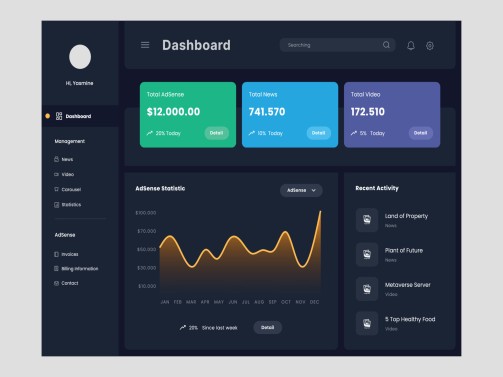 Hi, Yasmine
Dashboard
Management
News
Video
Carousel
Statistics
AdSense
Invoices
Billing Information
Contact
Dashboard
Searching
Total AdSense
$12.000.00
20% Today
Detail
Total News
741.570
10% Today
Detail
Total Video
172.510
5% Today
Detail
AdSense Statistic
AdSense
$100.000
$70.000
$50.000
$30.000
$10.000
JAN FEB MAR APR MAY JUN JUL AUG SEP OCT NOV DEC
20% Since last week
Detail
Recent Activity
Land of Property
News
Plant of Future
News
Metaverse Server
Video
5 Top Healthy Food
Video